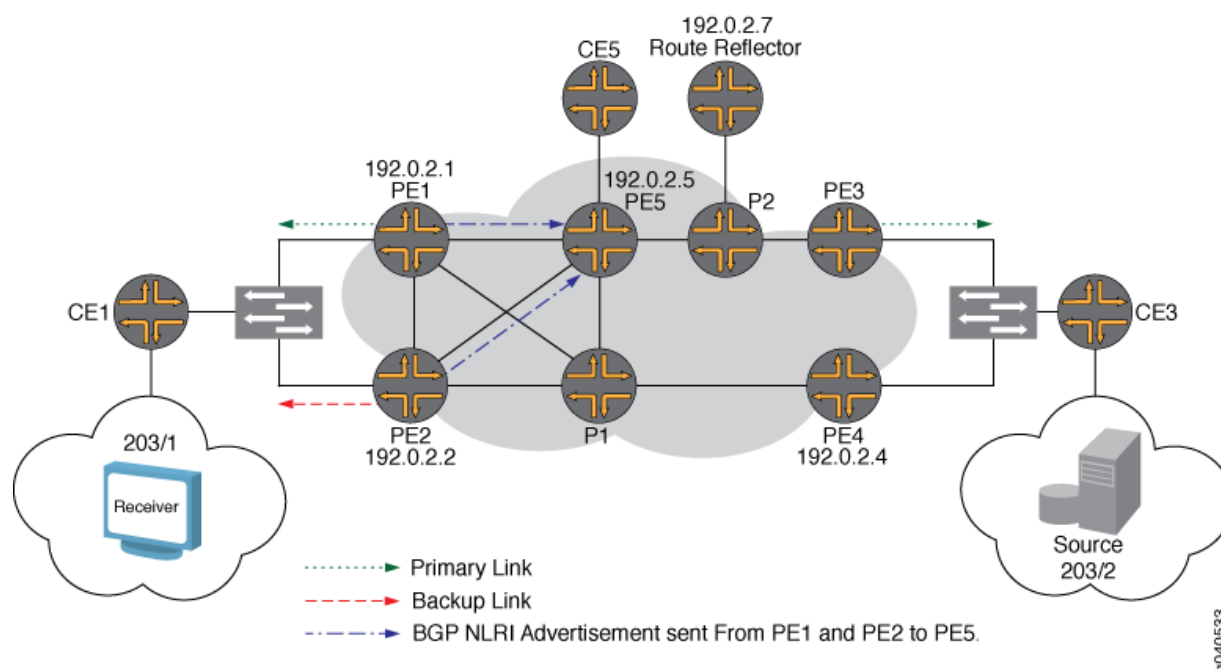 192.0.2.7
Route Reflector
CE5
192.0.2.1
PE1
192.0.2.5
PE5
P2
PE3
CE1
CE3
PE2
192.0.2.2
P1
PE4
192.0.2.4
203/1
Receiver
Source
203/2
Primary Link
Backup Link
BGP NLRI Advertisement sent From PE1 and PE2 to PE5.
g040533